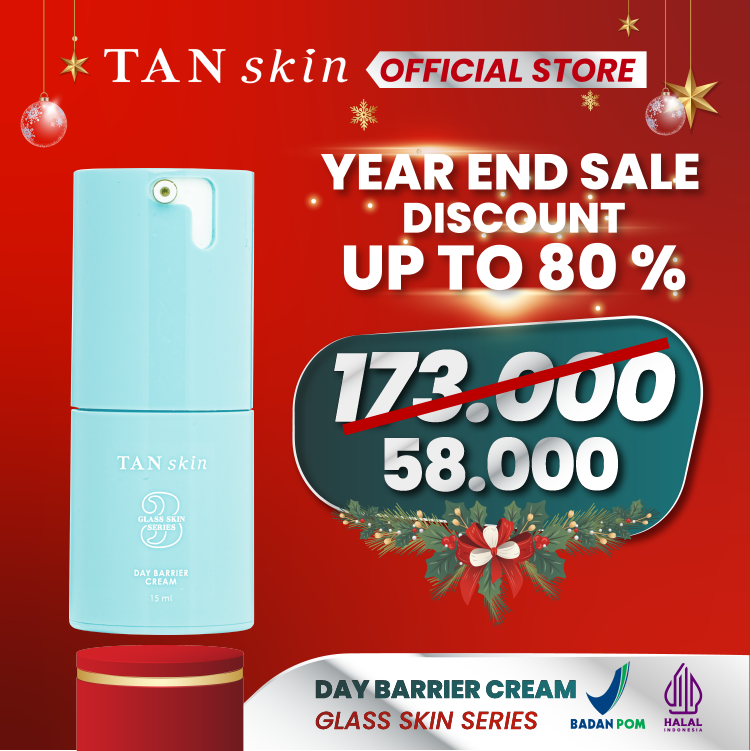 TAN skin OFFICIAL STORE
YEAR END SALE
DISCOUNT
UP TO 80 %
173.000
58.000
TAN skin
3
GLASS SKIN
SERIES
DAY BARRIER
CREAM
15 ml
DAY BARRIER CREAM
GLASS SKIN SERIES
BADAN POM
HALAL
INDONESIA